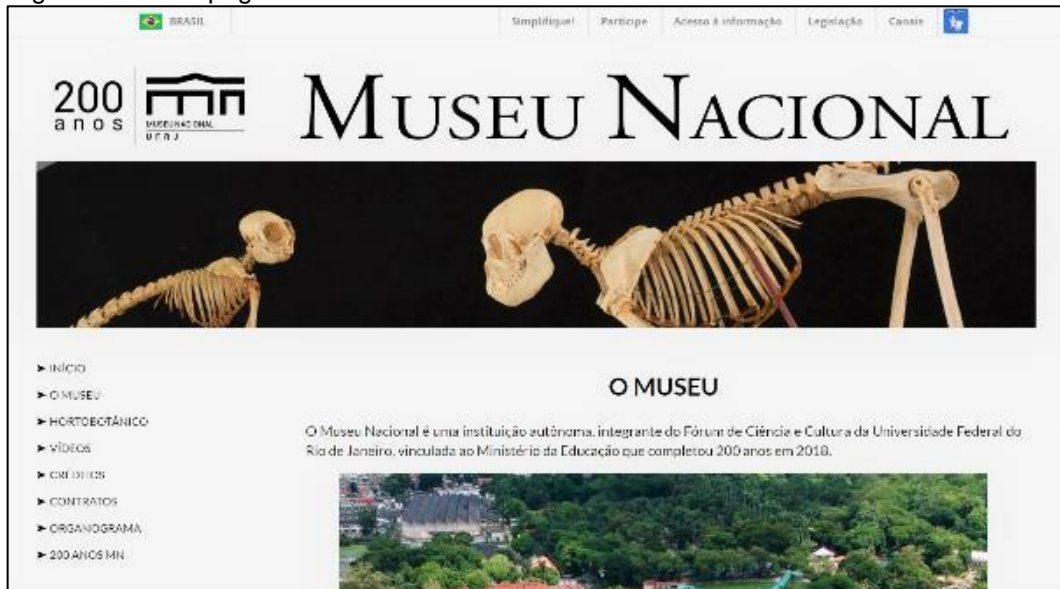 BRASIL
Simplifique! Participe Acesso à informação Legislação Canais
200
anos
MUSEU NACIONAL
UFRJ
MUSEU NACIONAL
➤ INÍCIO
➤ O MUSEU
➤ HORTO BOTÂNICO
➤ VÍDEOS
➤ CRÉDITOS
➤ CONTRATOS
➤ ORGANOGRAMA
➤ 200 ANOS MN
O MUSEU
O Museu Nacional é uma instituição autônoma, integrante do Fórum de Ciência e Cultura da Universidade Federal do
Rio de Janeiro, vinculada ao Ministério da Educação que completou 200 anos em 2018.